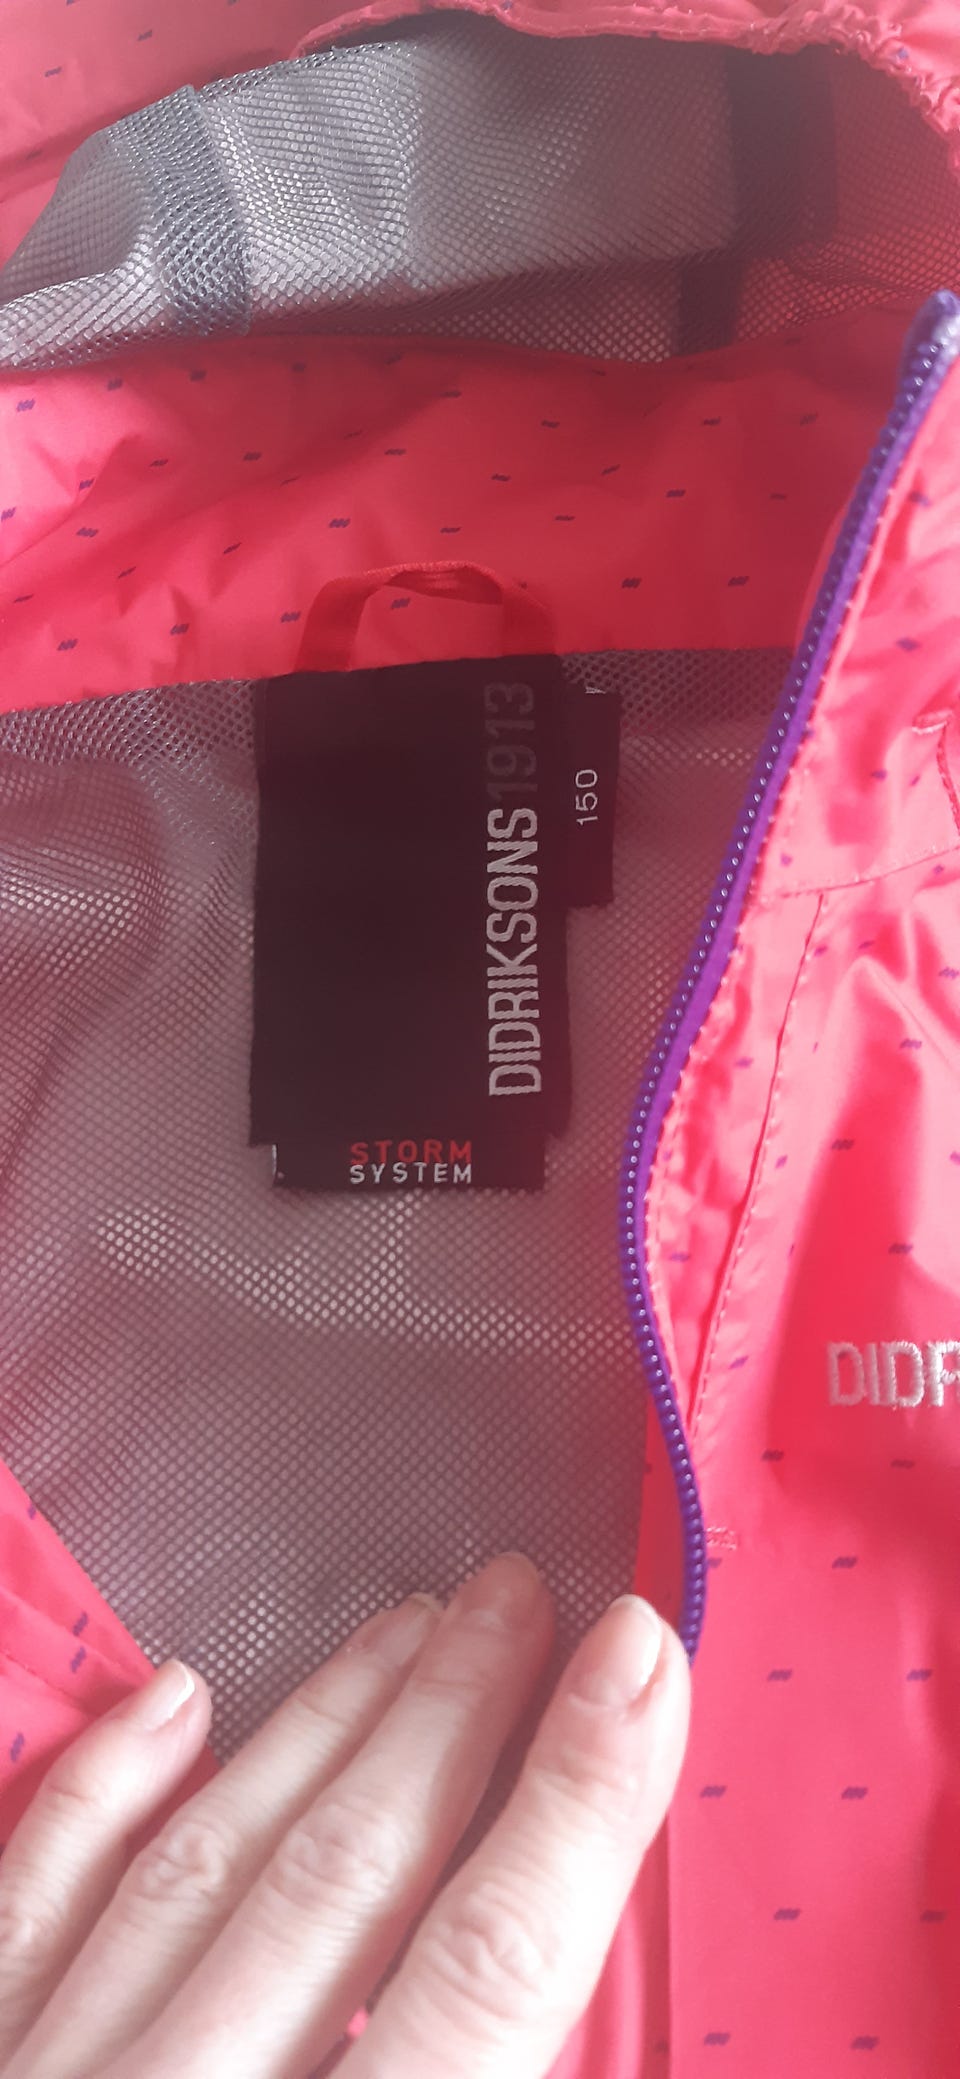 DIDRIKSONS1913
150
STORM
SYSTEM
DIDR